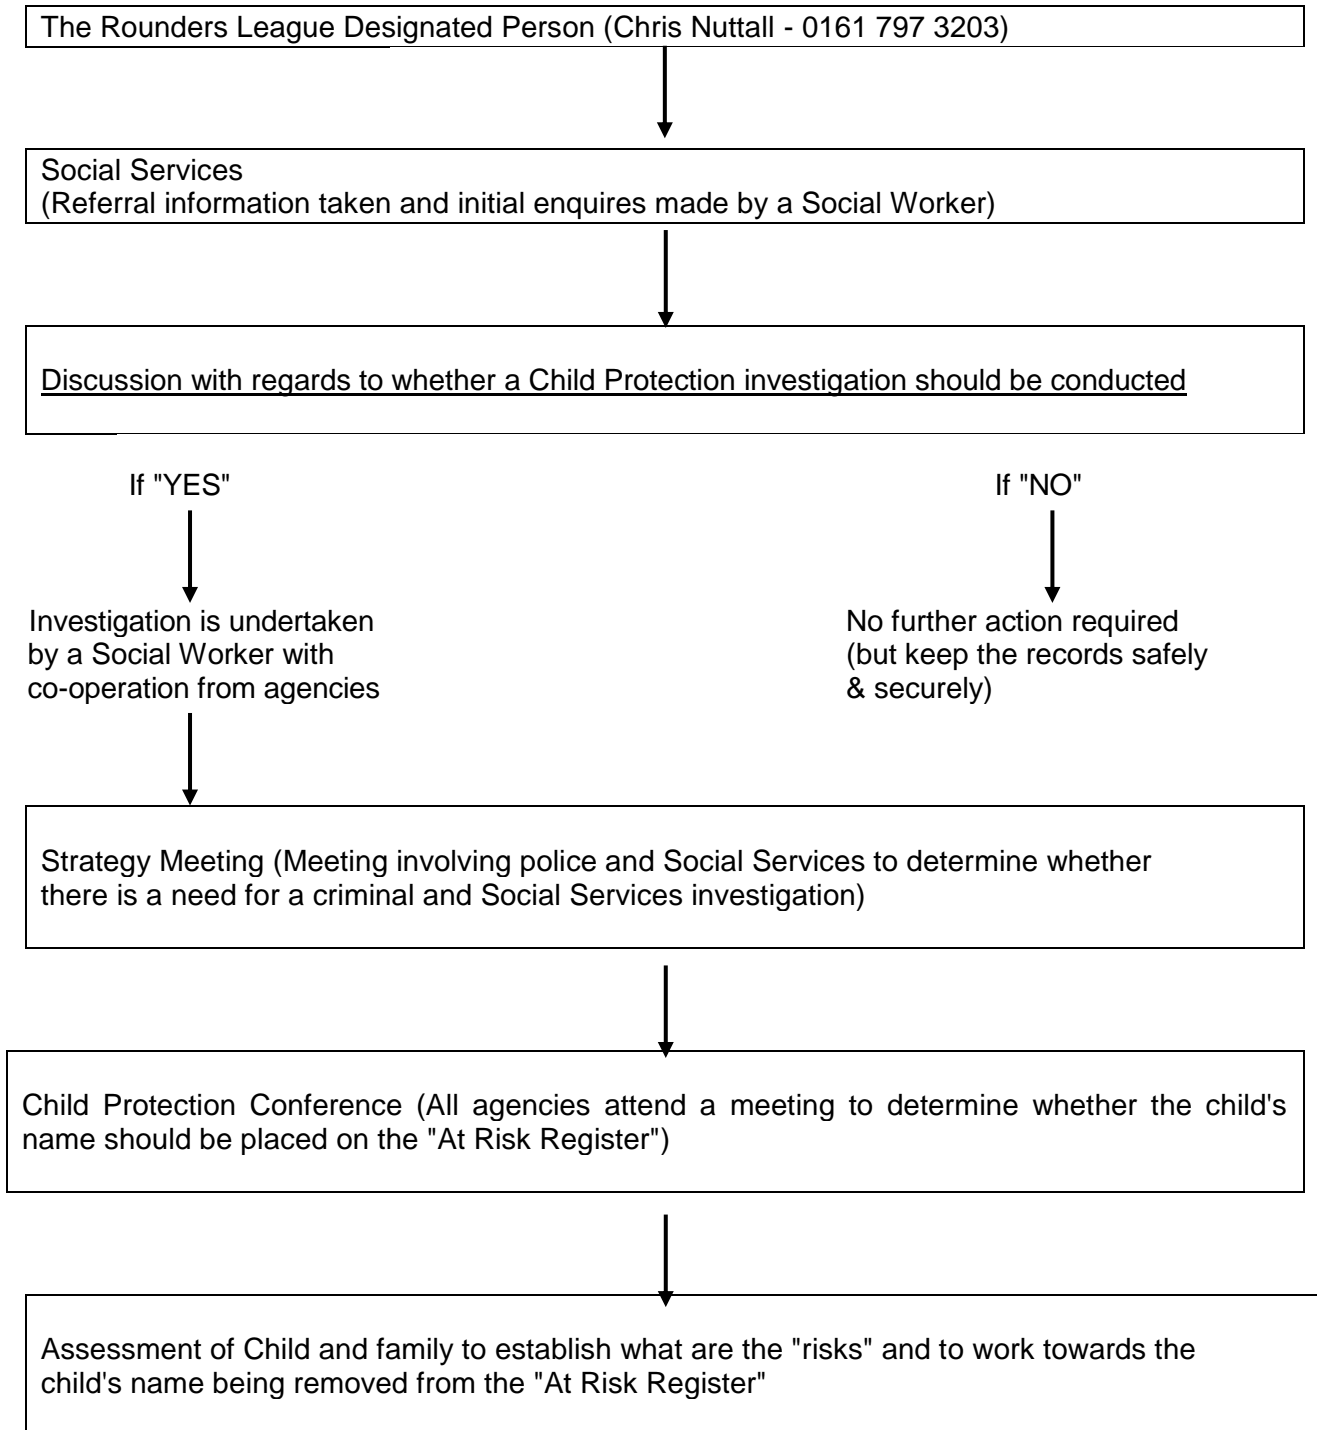 The Rounders League Designated Person (Chris Nuttall - 0161 797 3203)
Social Services
(Referral information taken and initial enquires made by a Social Worker)
Discussion with regards to whether a Child Protection investigation should be conducted
If "YES"
If "NO"
Investigation is undertaken
by a Social Worker with
co-operation from agencies
No further action required
(but keep the records safely
& securely)
Strategy Meeting (Meeting involving police and Social Services to determine whether
there is a need for a criminal and Social Services investigation)
Child Protection Conference (All agencies attend a meeting to determine whether the child's
name should be placed on the "At Risk Register")
Assessment of Child and family to establish what are the "risks" and to work towards the
child's name being removed from the "At Risk Register"